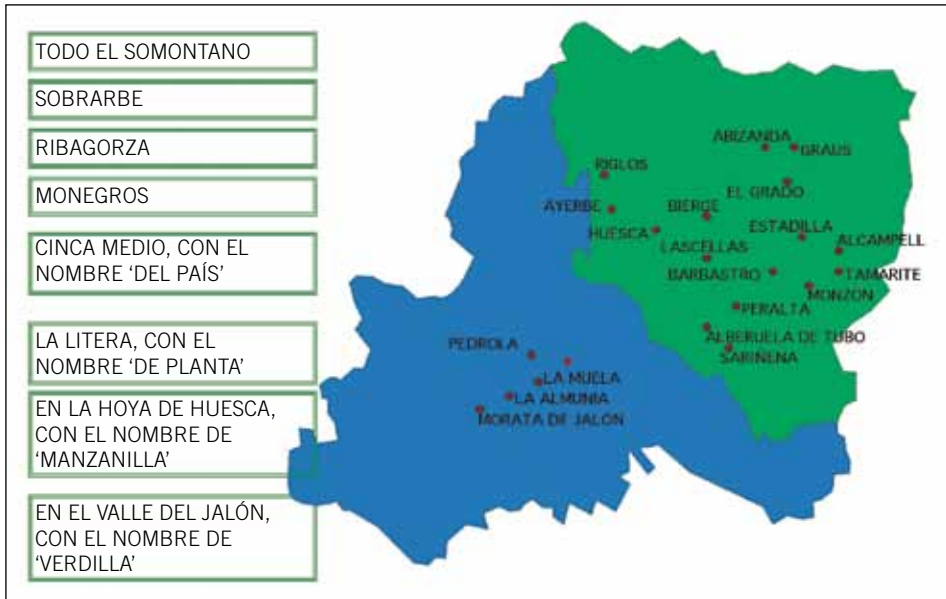 TODO EL SOMONTANO
SOBRARBE
RIBAGORZA
MONEGROS
CINCA MEDIO, CON EL
NOMBRE ‘DEL PAÍS’
LA LITERA, CON EL
NOMBRE ‘DE PLANTA’
EN LA HOYA DE HUESCA,
CON EL NOMBRE DE
‘MANZANILLA’
EN EL VALLE DEL JALÓN,
CON EL NOMBRE DE
‘VERDILLA’
ABIZANDA
GRAUS
RIGLOS
EL GRADO
AYERBE
BIERGE
HUESCA
ESTADILLA
LASCELLAS
ALCAMPELL
BARBASTRO
TAMARITE
MONZON
PERALTA
ALBERUELA DE TUBO
SARIÑENA
PEDROLA
LA MUELA
LA ALMUNIA
MORATA DE JALÓN